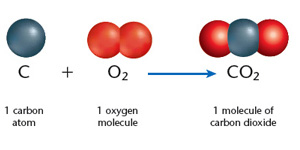 C + O₂ CO₂
1 carbon 1 oxygen 1 molecule of
atom molecule carbon dioxide